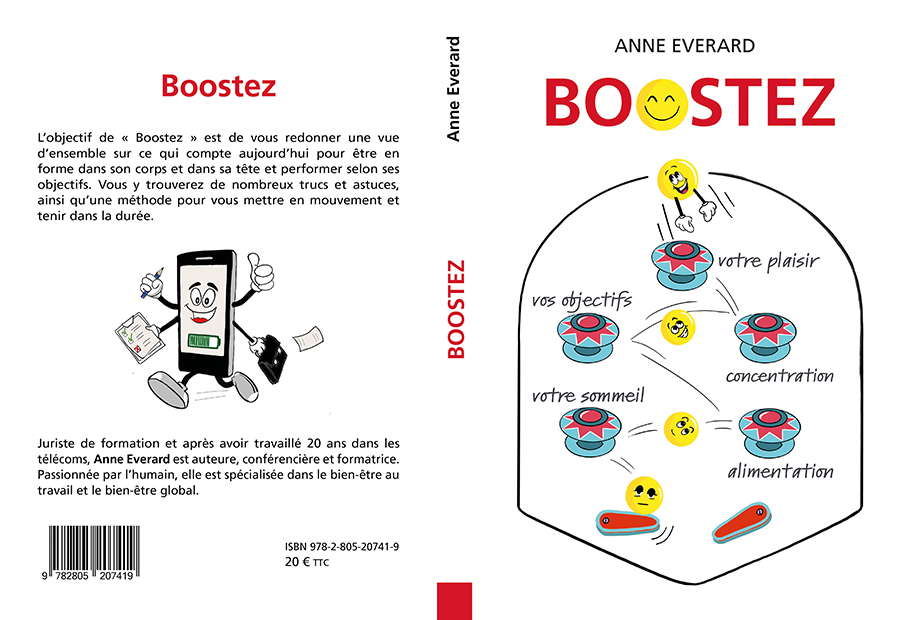 Boostez
L'objectif de « Boostez » est de vous redonner une vue
d'ensemble sur ce qui compte aujourd'hui pour être en
forme dans son corps et dans sa tête et performer selon ses
objectifs. Vous y trouverez de nombreux trucs et astuces,
ainsi qu'une méthode pour vous mettre en mouvement et
tenir dans la durée.
Juriste de formation et après avoir travaillé 20 ans dans les
télécoms, Anne Everard est auteure, conférencière et formatrice.
Passionnée par l'humain, elle est spécialisée dans le bien-être au
travail et le bien-être global.
9 782805 207419
ISBN 978-2-805-20741-9
20 € TTC
Anne Everard
BOOSTEZ
ANNE EVERARD
BOOSTEZ
votre plaisir
vos objectifs
concentration
votre sommeil
alimentation